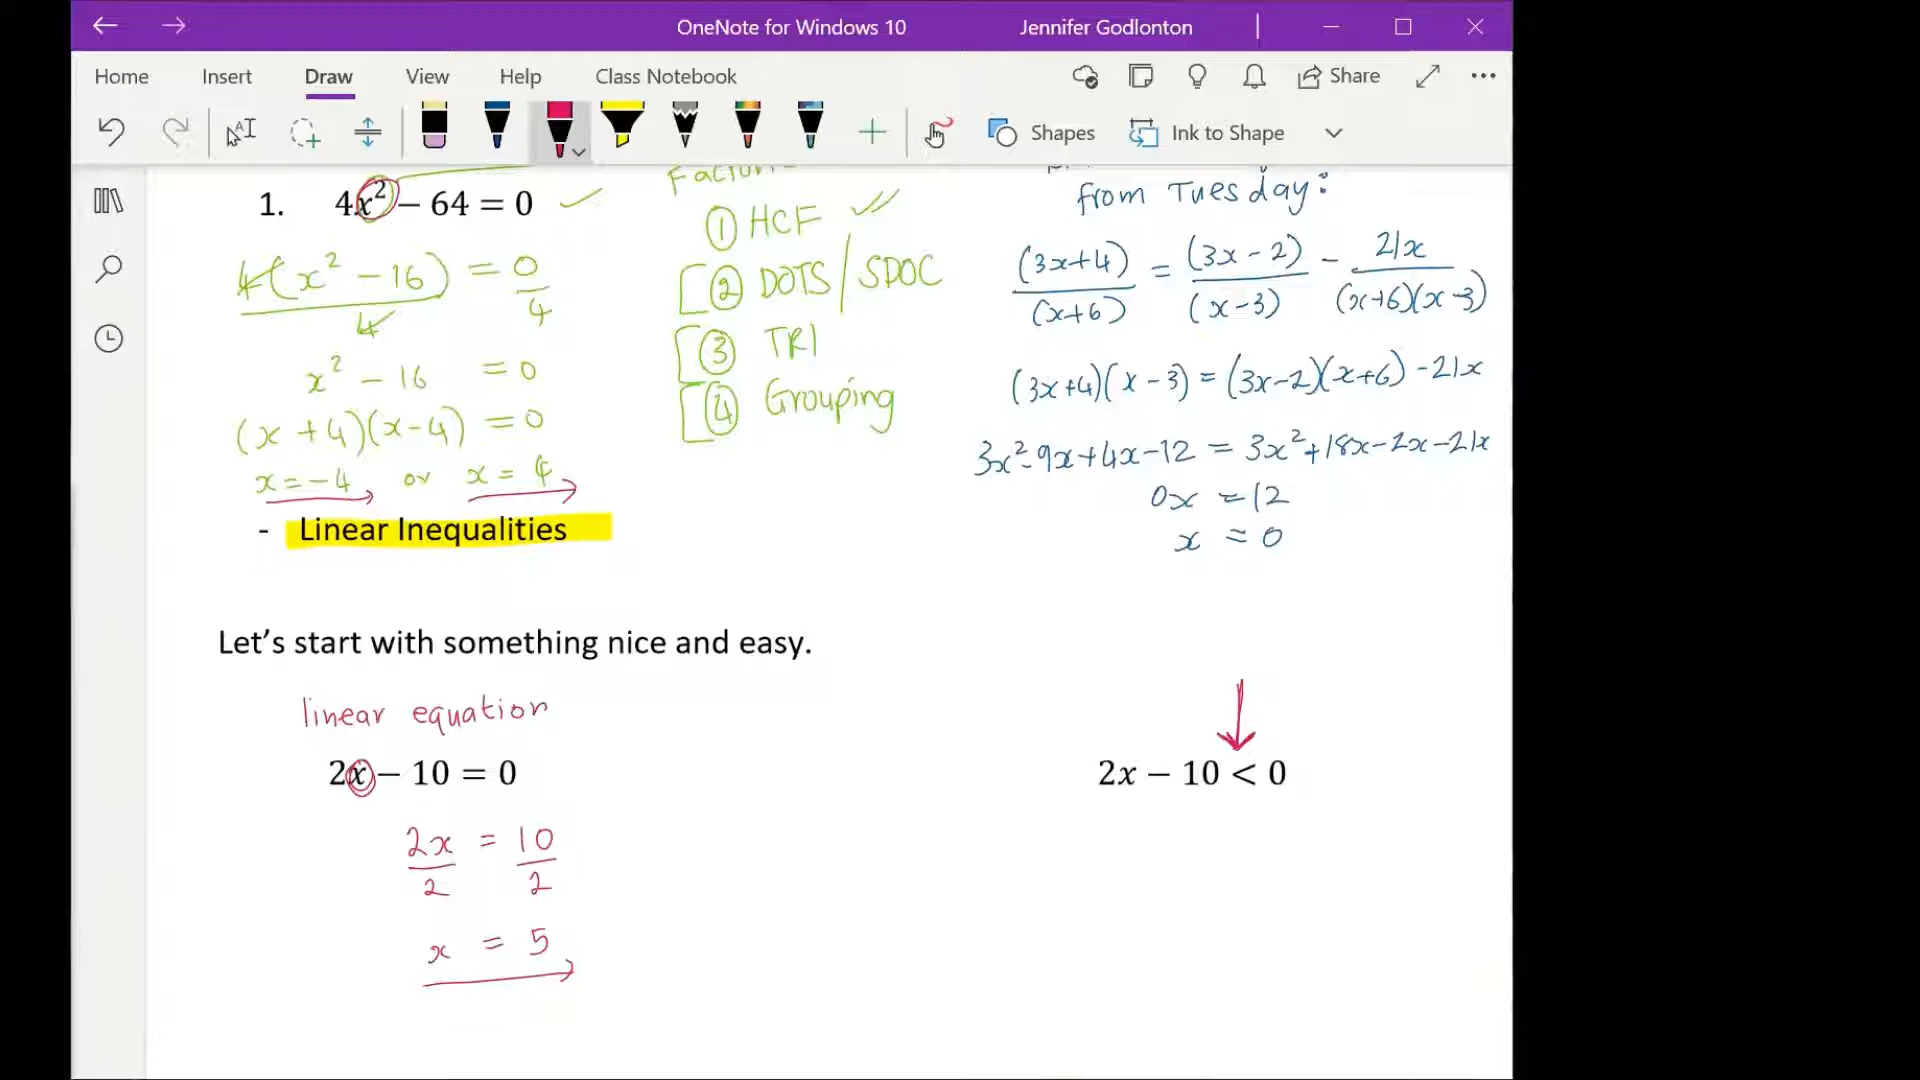 OneNote for Windows 10
Jennifer Godlonton
Home Insert Draw View Help Class Notebook
Share
Shapes Ink to Shape
1. 4x² − 64 = 0
4(x² − 16) = 0
4 4
x² − 16 = 0
(x + 4)(x − 4) = 0
x = −4 or x = 4
① HCF
② DOTS / SDOC
③ TRI
④ Grouping
from Tuesday:
(3x+4) = (3x − 2) − 21x
(x+6) (x−3) (x+6)(x−3)
(3x+4)(x − 3) = (3x−2)(x+6) − 21x
3x² − 9x + 4x − 12 = 3x² + 18x − 2x − 21x
0x = 12
x = 0
- Linear Inequalities
Let's start with something nice and easy.
linear equation
2x − 10 = 0
2x = 10
2 2
x = 5
2x − 10 < 0